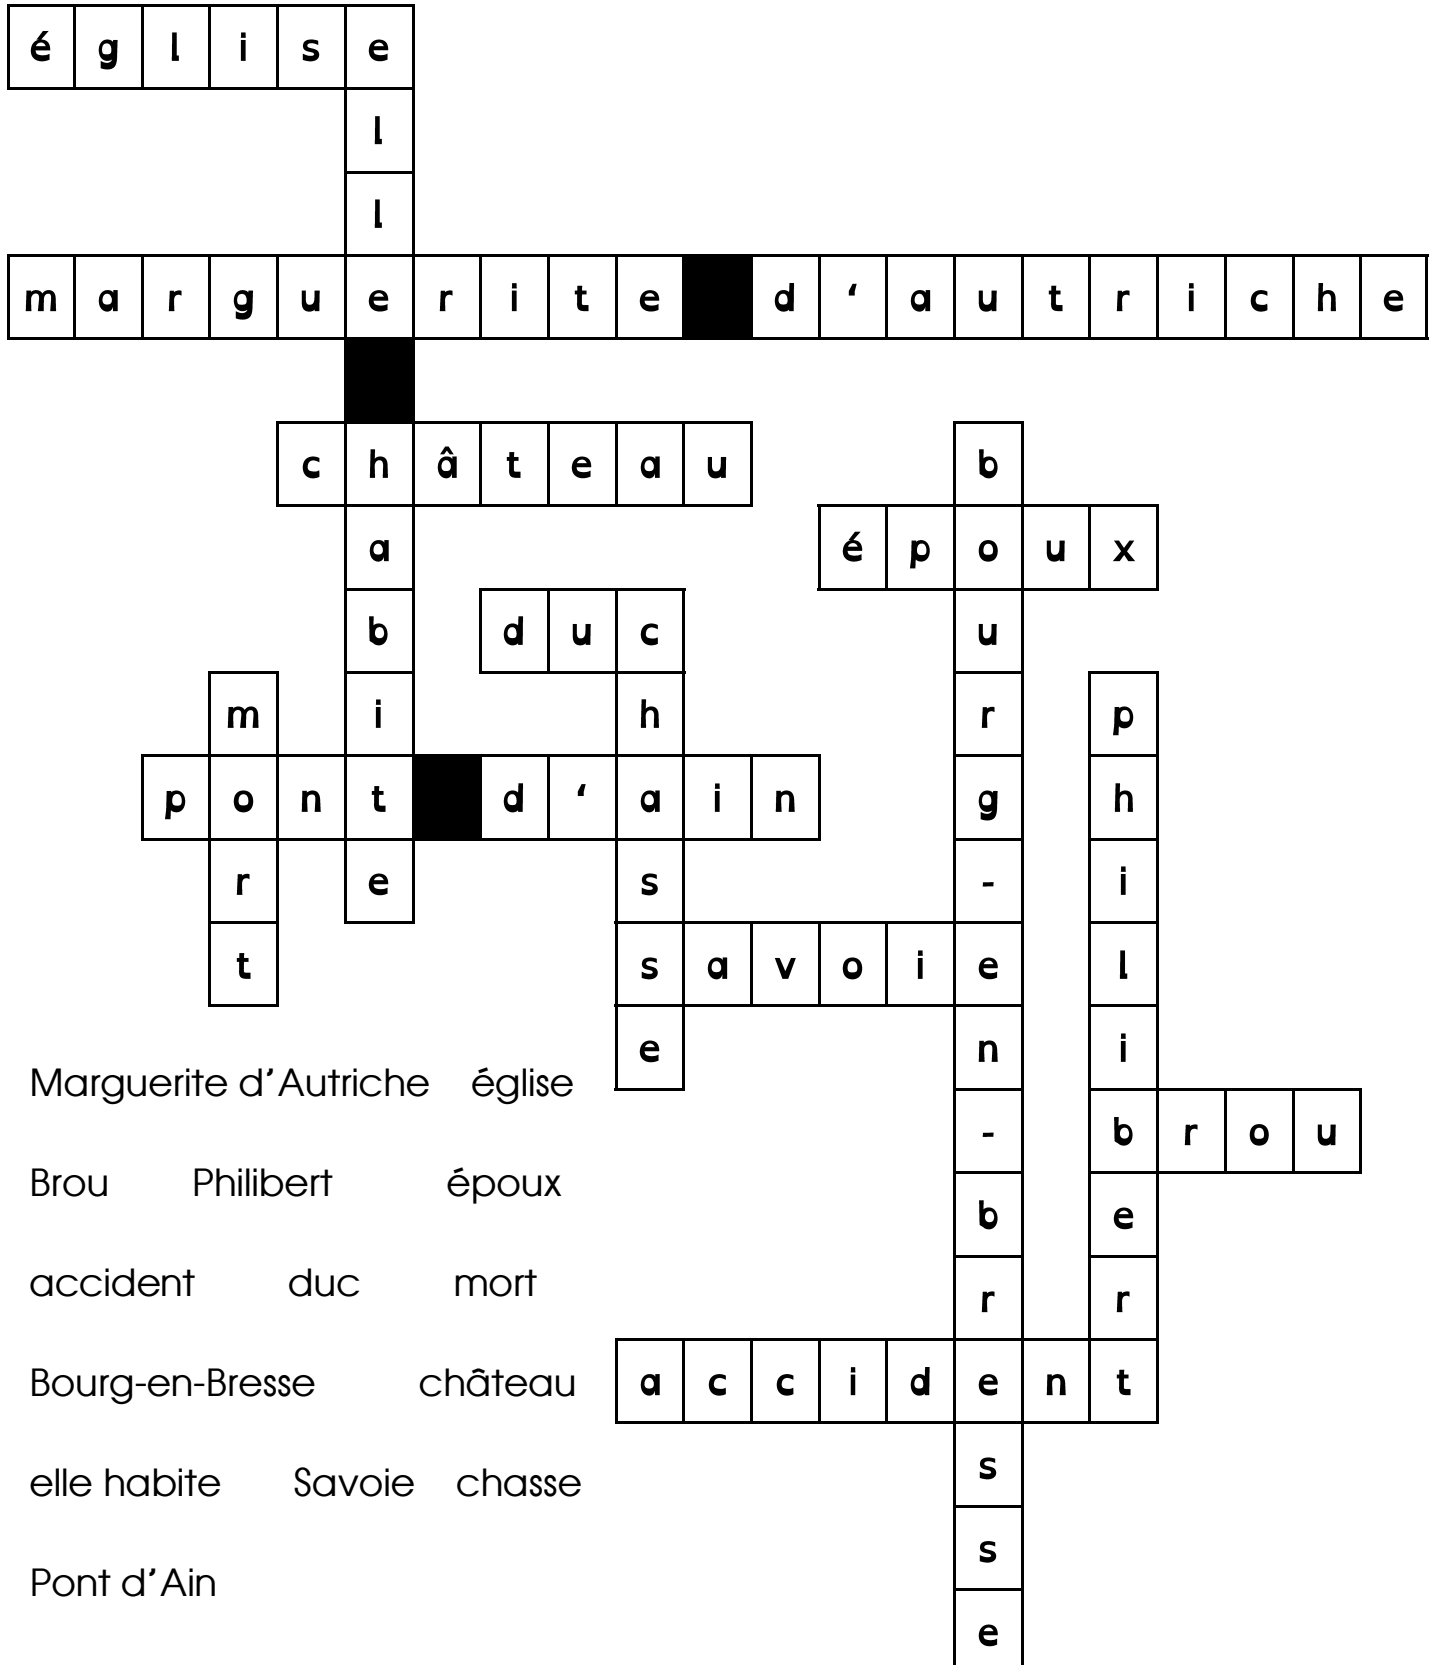 église
l
l
marguerite d‘autriche
château b
a époux
b duc u
m i h r p
pont d‘ain g h
r e s - i
t savoie l
e n i
Marguerite d’Autriche église
- brou
Brou Philibert époux
b e
accident duc mort
r r
Bourg-en-Bresse château accident
s
elle habite Savoie chasse
s
Pont d’Ain
e